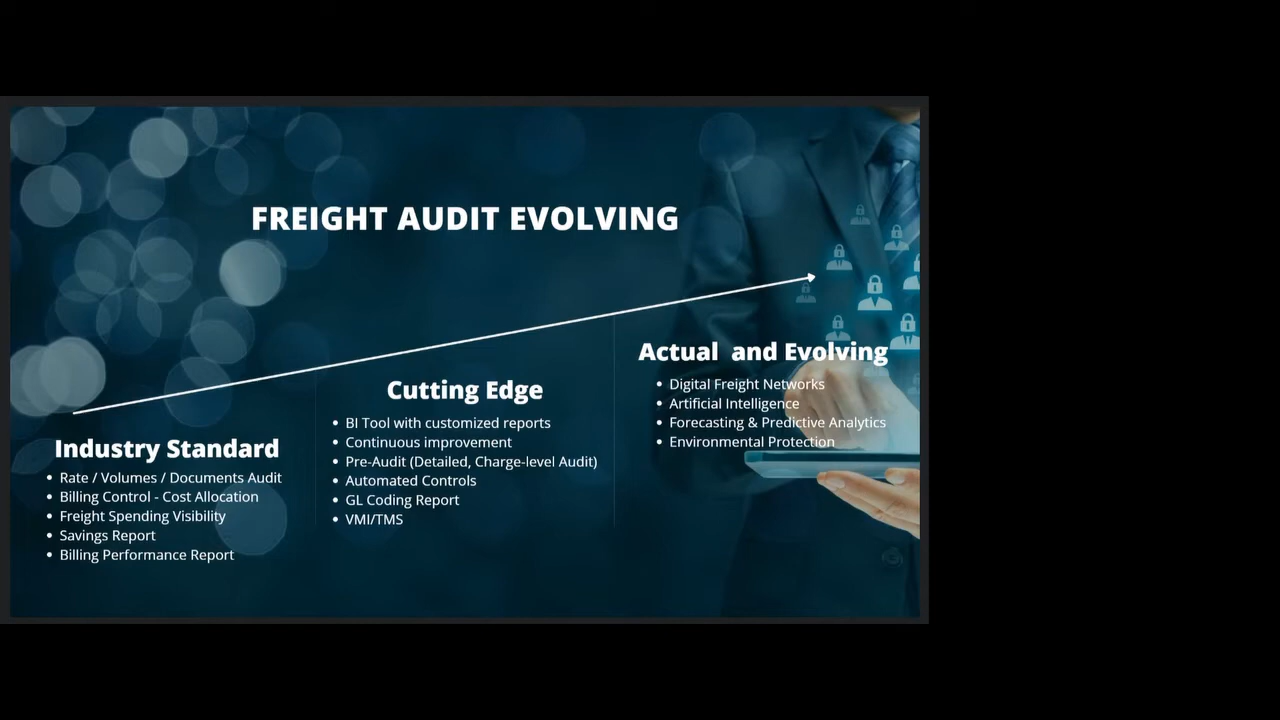 FREIGHT AUDIT EVOLVING
Industry Standard
Rate / Volumes / Documents Audit
Billing Control - Cost Allocation
Freight Spending Visibility
Savings Report
Billing Performance Report
Cutting Edge
BI Tool with customized reports
Continuous improvement
Pre-Audit (Detailed, Charge-level Audit)
Automated Controls
GL Coding Report
VMI/TMS
Actual and Evolving
Digital Freight Networks
Artificial Intelligence
Forecasting & Predictive Analytics
Environmental Protection